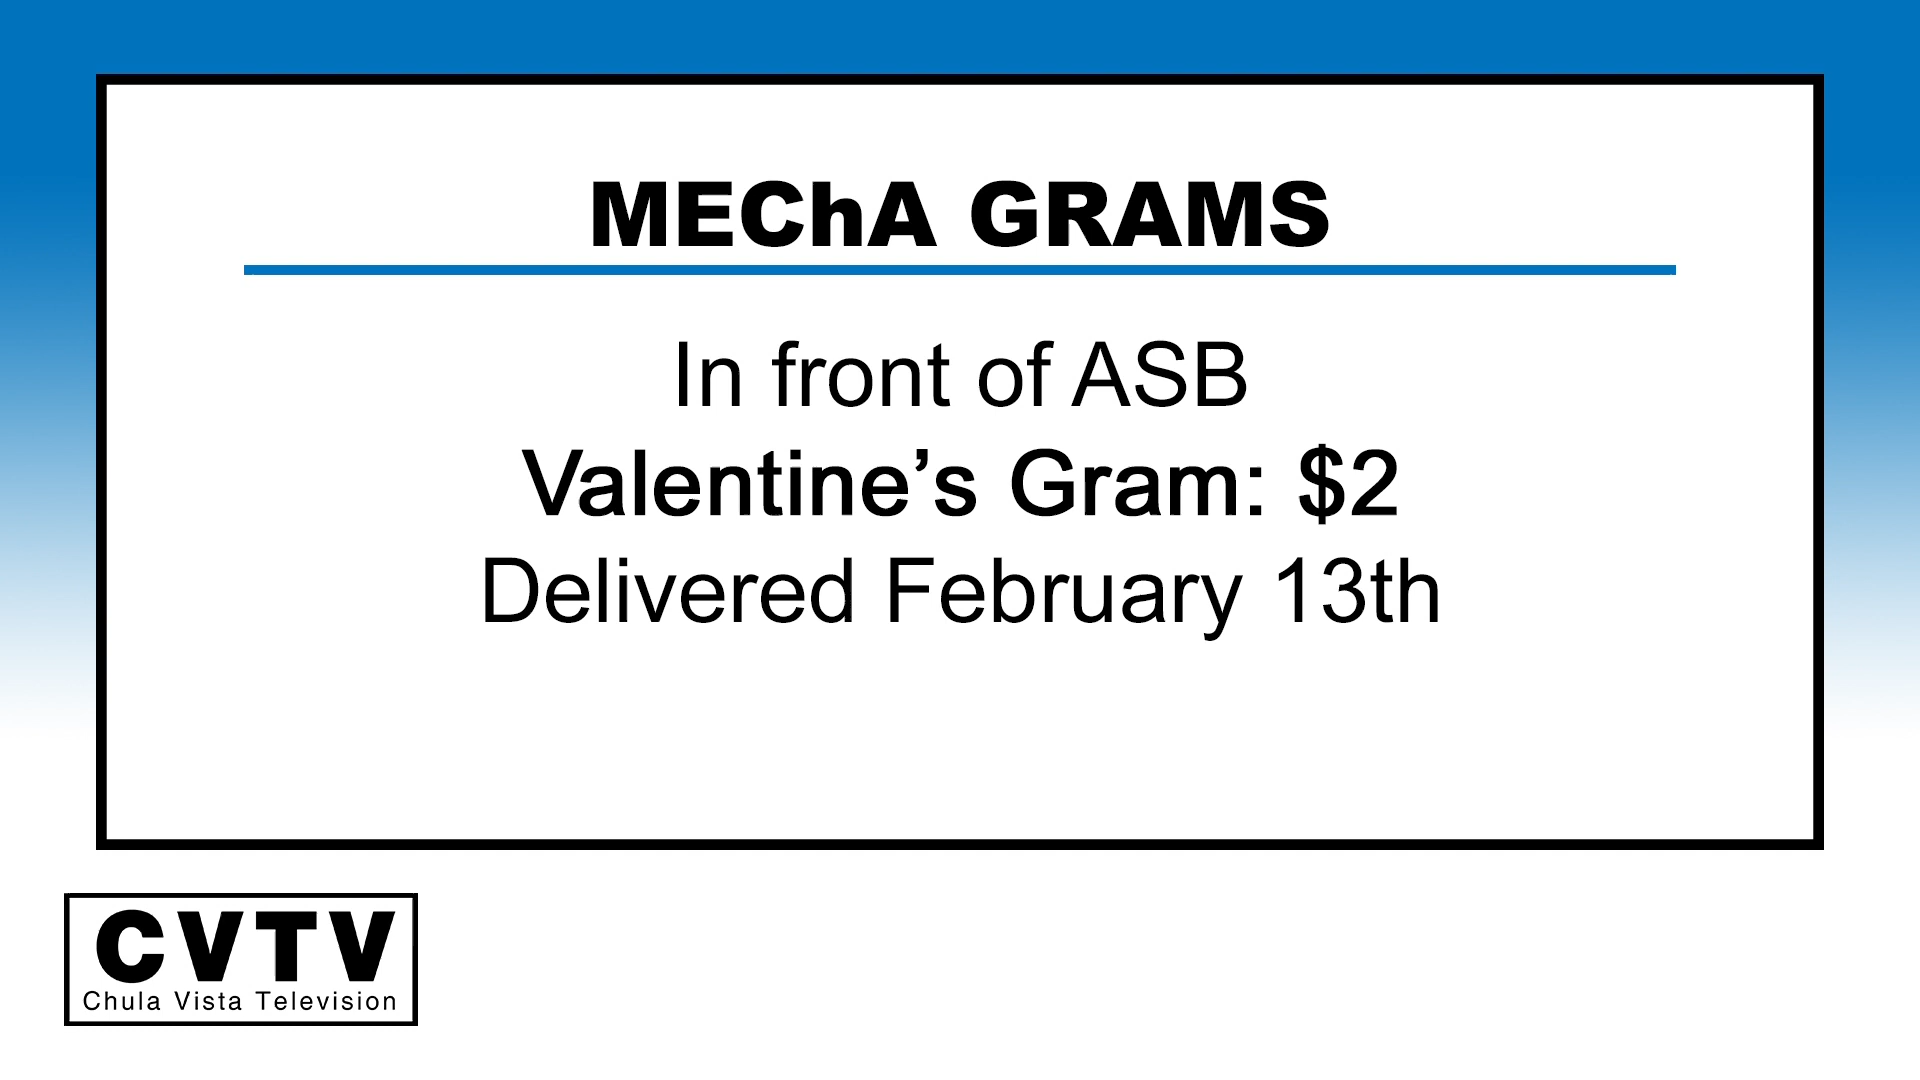 MEChA GRAMS
In front of ASB
Valentine’s Gram: $2
Delivered February 13th
CVTV
Chula Vista Television